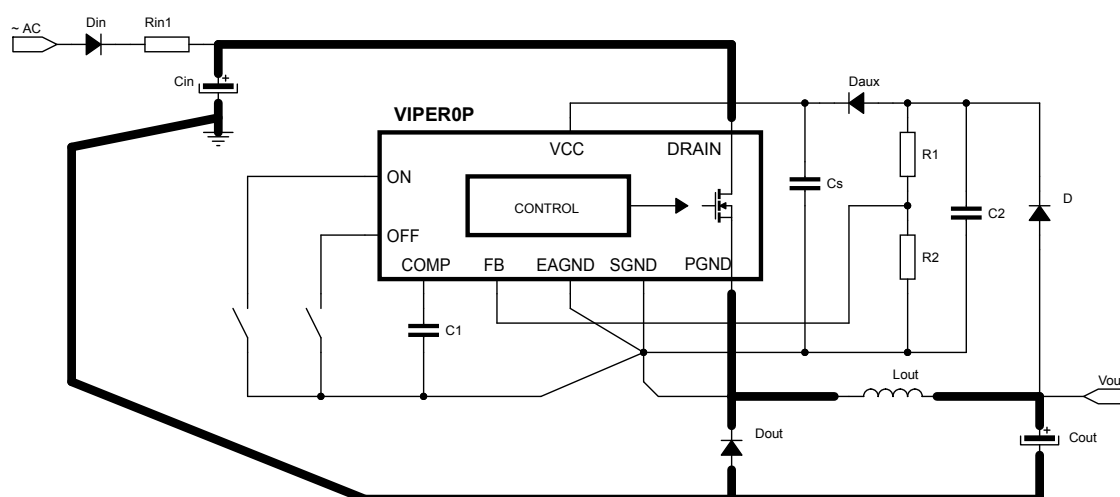 ~ AC
Din
Rin1
Cin
+
VIPER0P
Daux
VCC
DRAIN
R1
ON
Cs
CONTROL
C2
D
OFF
R2
COMP
FB
EAGND
SGND
PGND
C1
Lout
Vou
Dout
+
Cout